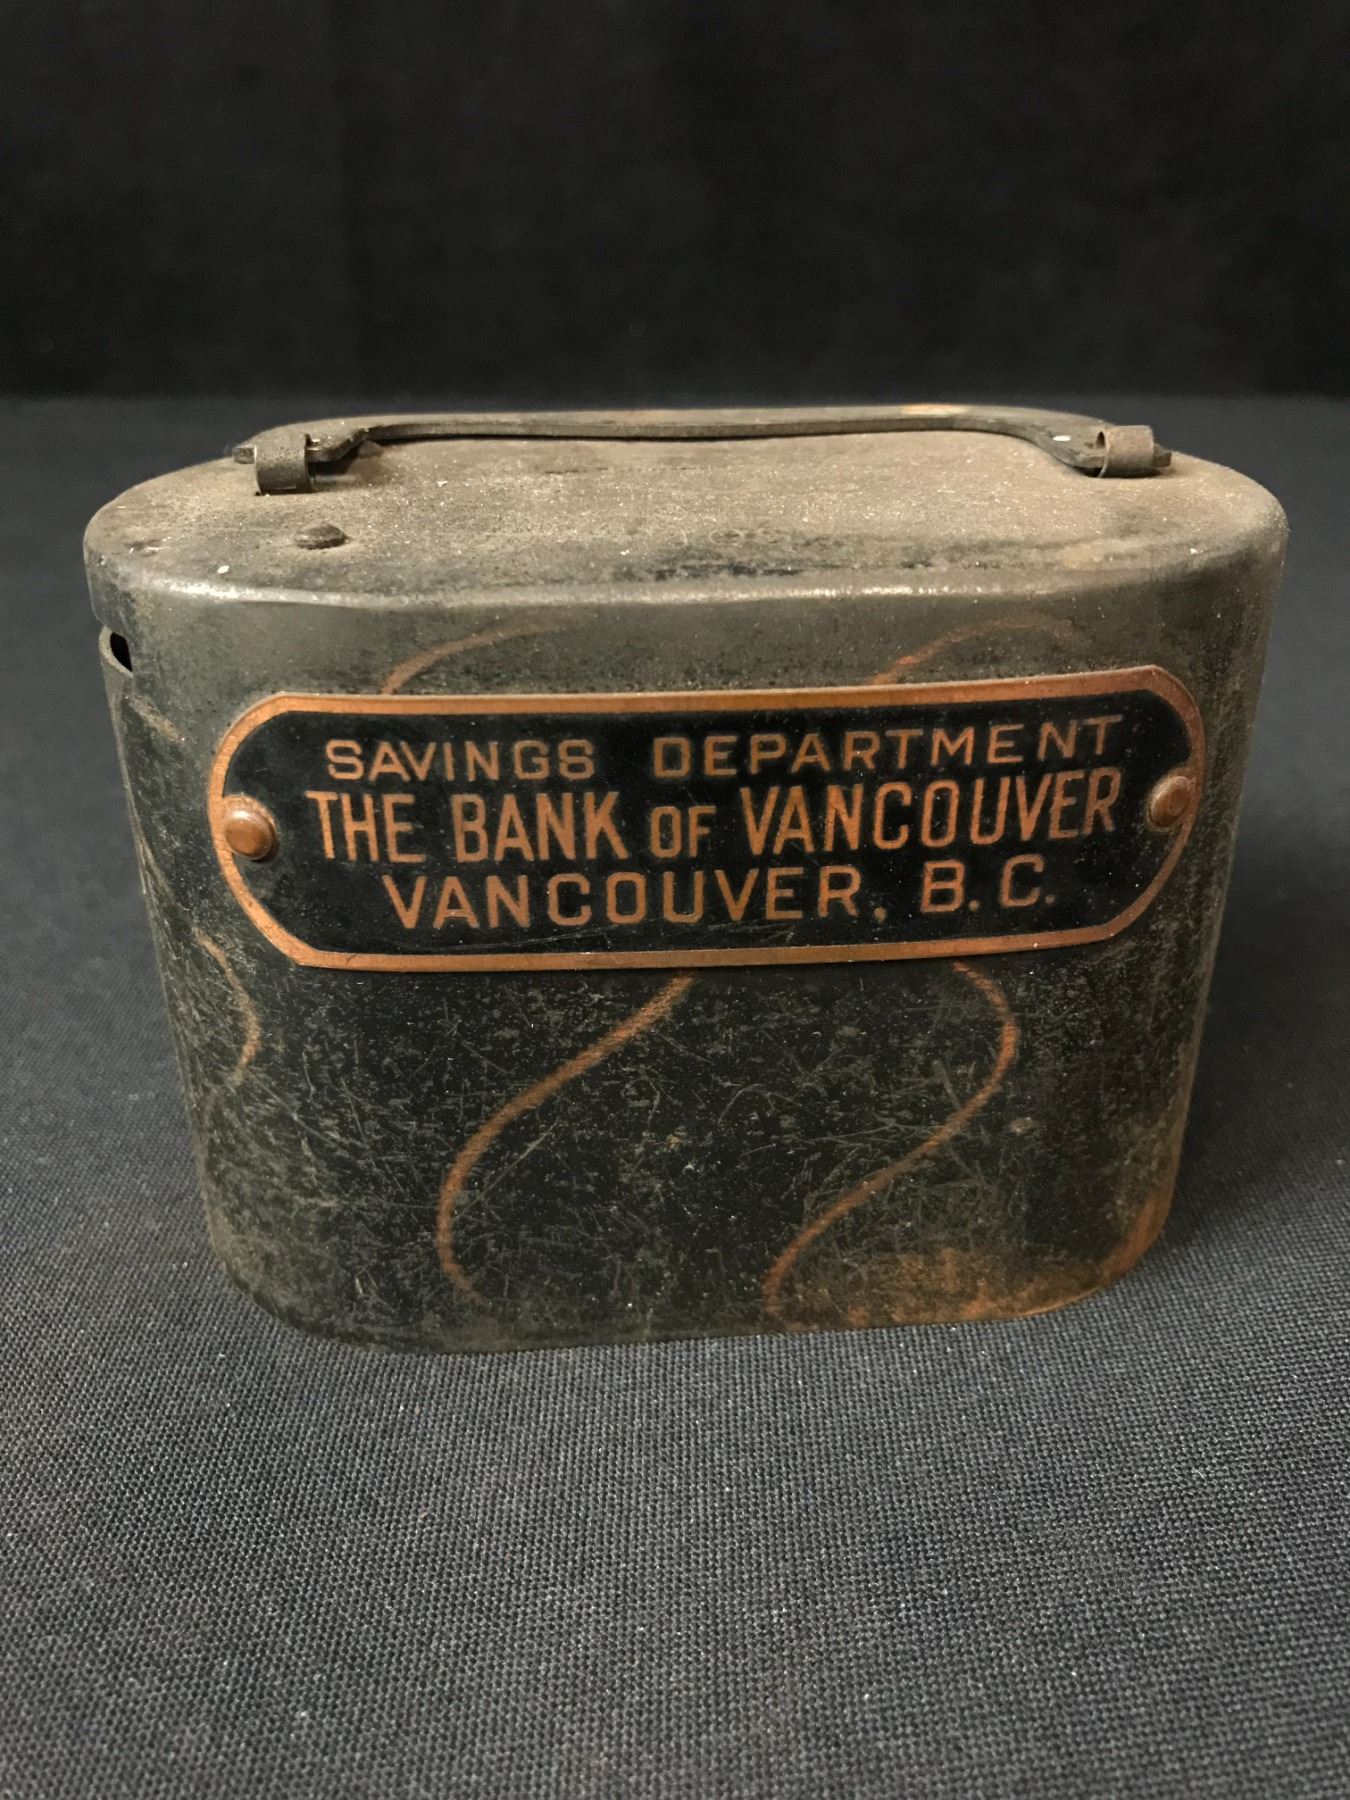 SAVINGS DEPARTMENT
THE BANK OF VANCOUVER
VANCOUVER, B.C.